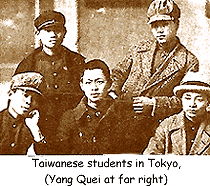 Taiwanese students in Tokyo,
(Yang Quei at far right)